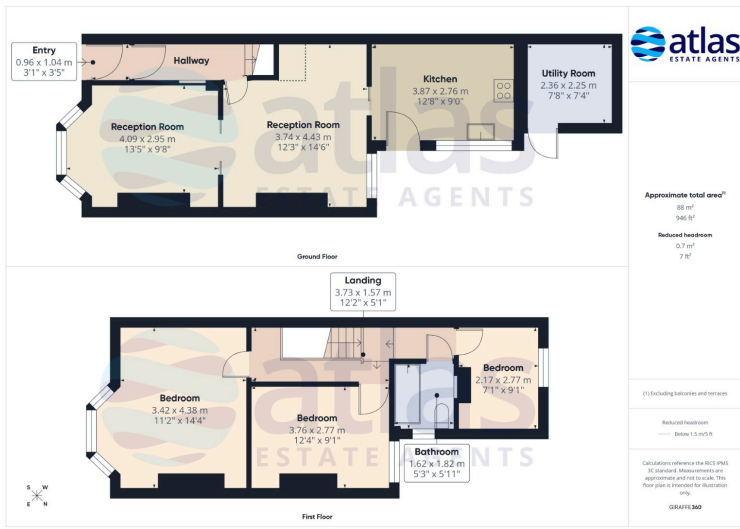 Entry
0.96 x 1.04 m
3'1" x 3'5"
Hallway
Reception Room
4.09 x 2.95 m
13'5" x 9'8"
Reception Room
3.74 x 4.43 m
12'3" x 14'6"
Kitchen
3.87 x 2.76 m
12'8" x 9'0"
Utility Room
2.36 x 2.25 m
7'8" x 7'4"
atlas
ESTATE AGENTS
Ground Floor
Landing
3.73 x 1.57 m
12'2" x 5'1"
Bedroom
3.42 x 4.38 m
11'2" x 14'4"
Bedroom
3.76 x 2.77 m
12'4" x 9'1"
Bedroom
2.17 x 2.77 m
7'1" x 9'1"
Bathroom
1.62 x 1.82 m
5'3" x 5'11"
atlas
ESTATE AGENTS
S W
E N
First Floor
atlas
ESTATE AGENTS
Approximate total area(1)
88 m²
946 ft²
Reduced headroom
0.7 m²
7 ft²
(1) Excluding balconies and terraces
Reduced headroom
Below 1.5 m/5 ft
Calculations reference the RICS IPMS
3C standard. Measurements are
approximate and not to scale. This
floor plan is intended for illustration
only.
GIRAFFE360